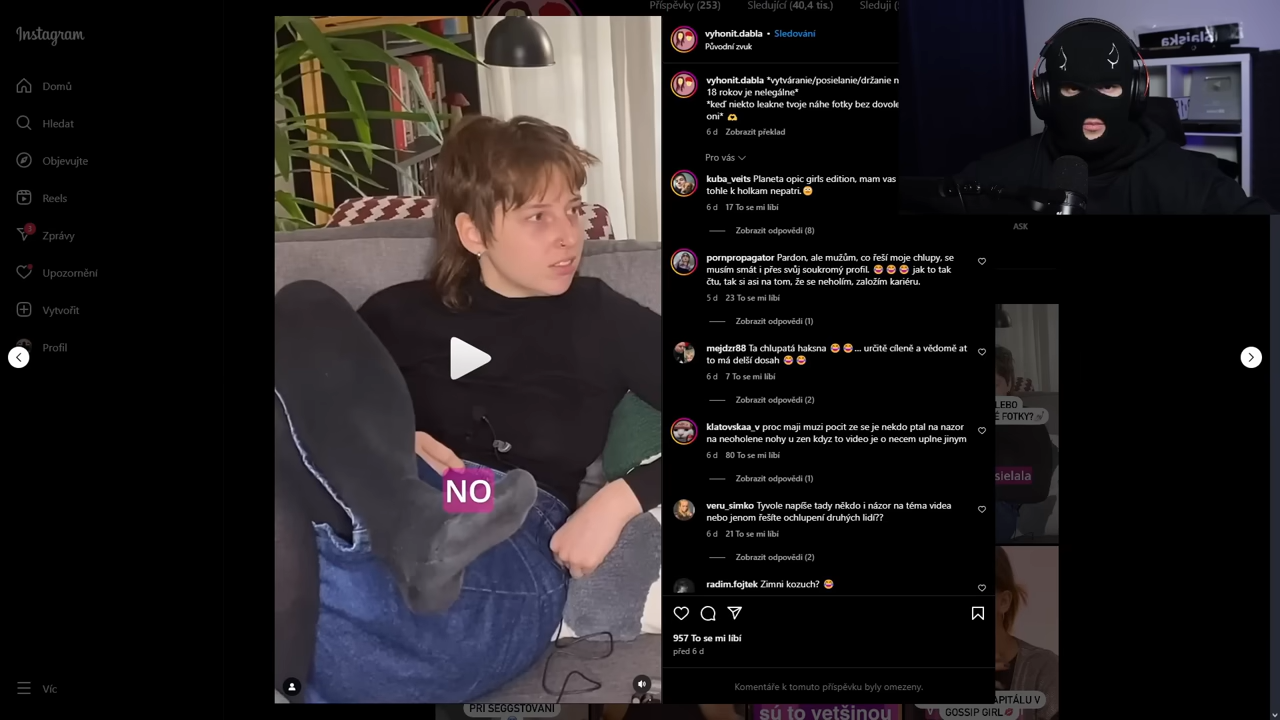 Příspěvky (253)
Sledující (40,4 tis.)
Sleduji (
Instagram
Domů
Hledat
Objevujte
Reels
3
Zprávy
Upozornění
Vytvořit
Profil
Víc
NO
vyhonit.dabla • Sledování
Původní zvuk
vyhonit.dabla *vytváranie/posielanie/držanie n
18 rokov je nelegálne*
*keď niekto leakne tvoje náhe fotky bez dovole
oni* 🫶
6 d Zobrazit překlad
Pro vás
kuba_veits Planeta opic girls edition, mam vas
tohle k holkam nepatri.
6 d 17 To se mi líbí
Zobrazit odpovědi (8)
pornpropagator Pardon, ale mužům, co řeší moje chlupy, se
musím smát i přes svůj soukromý profil. 😂😂😂 jak to tak
čtu, tak si asi na tom, že se neholím, založím kariéru.
5 d 23 To se mi líbí
Zobrazit odpovědi (1)
mejdzr88 Ta chlupatá haksna 😂😂... určitě cíleně a vědomě at
to má delší dosah 😂😂
6 d 7 To se mi líbí
Zobrazit odpovědi (2)
klatovskaa_v proc maji muzi pocit ze se je nekdo ptal na nazor
na neoholene nohy u zen kdyz to video je o necem uplne jinym
6 d 80 To se mi líbí
Zobrazit odpovědi (1)
veru_simko Tyvole napíše tady někdo i názor na téma videa
nebo jenom řešíte ochlupení druhých lidí??
6 d 21 To se mi líbí
Zobrazit odpovědi (2)
radim.fojtek Zimni kozuch? 😂
957 To se mi líbí
před 6 d
Komentáře k tomuto příspěvku byly omezeny.
ASK
LEBO
É FOTKY?
sielala
PRI SEGGSTOVANÍ
sú to vetšinou
APITÁLU V
GOSSIP GIRL